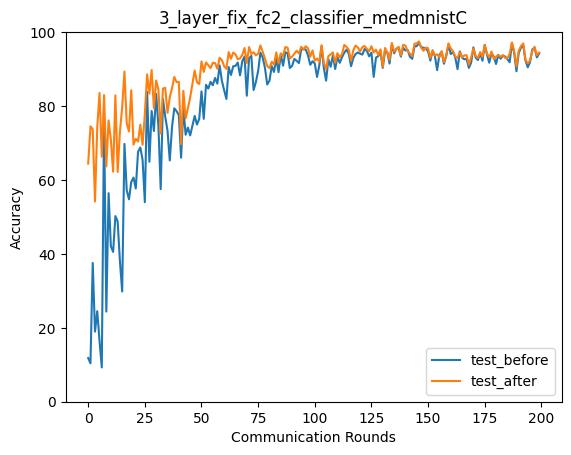 3_layer_fix_fc2_classifier_medmnistC
100
80
60
40
20
0
Accuracy
0 25 50 75 100 125 150 175 200
Communication Rounds
test_before
test_after